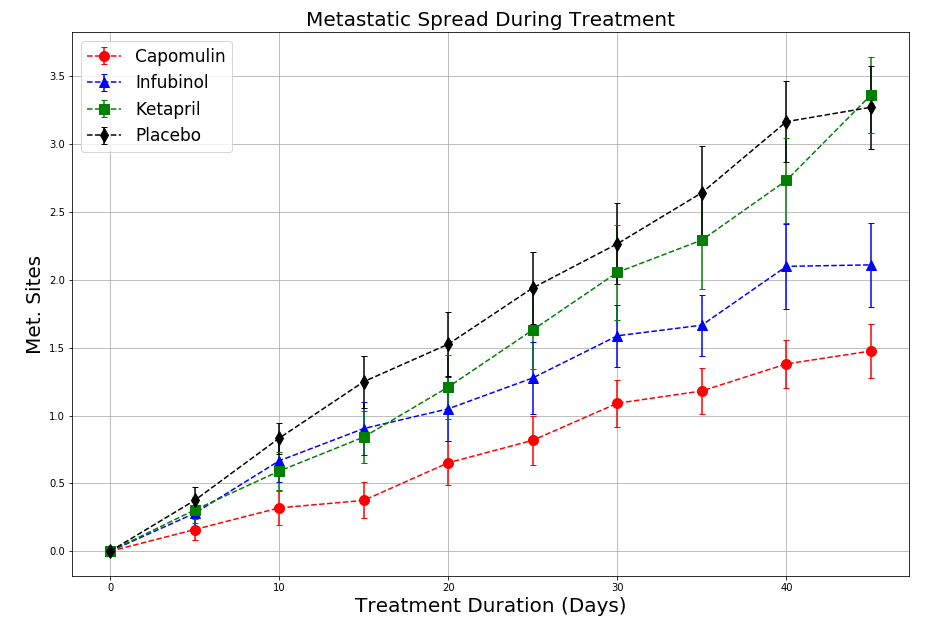 Metastatic Spread During Treatment
Capomulin
Infubinol
Ketapril
Placebo
3.5
3.0
2.5
2.0
1.5
1.0
0.5
0.0
Met. Sites
0 10 20 30 40
Treatment Duration (Days)